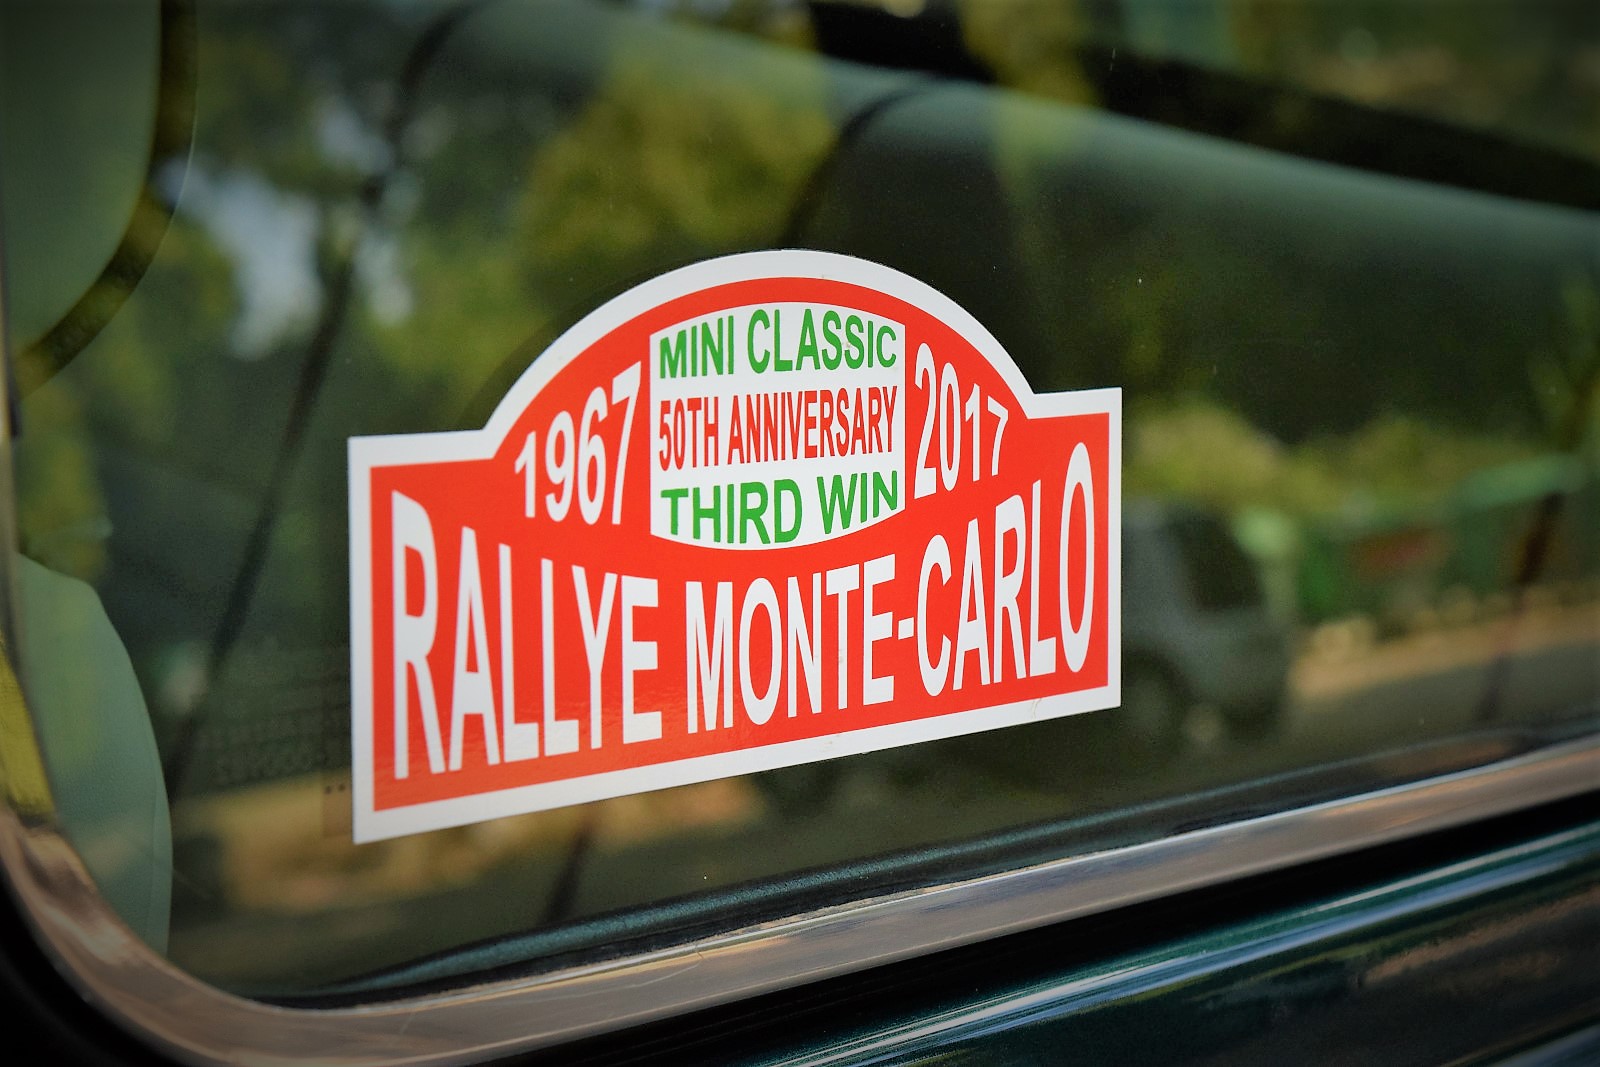 MINI CLASSIC
1967 50TH ANNIVERSARY 2017
THIRD WIN
RALLYE MONTE-CARLO